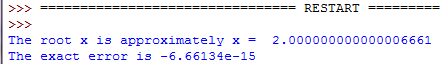 >>> ================================ RESTART =========
>>>
The root x is approximately x =  2.000000000000006661
The exact error is -6.66134e-15